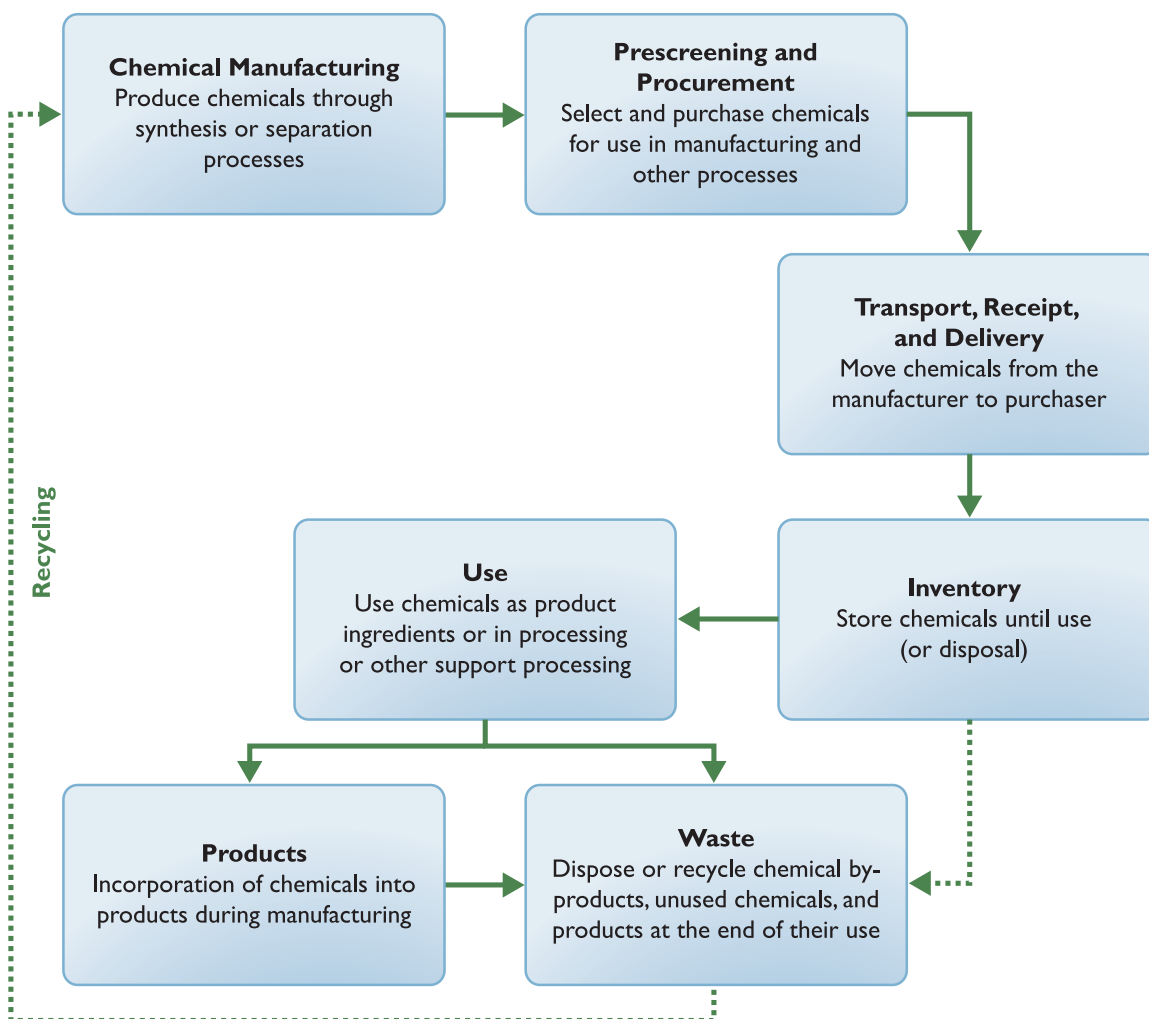 Chemical Manufacturing
Produce chemicals through
synthesis or separation
processes
Prescreening and
Procurement
Select and purchase chemicals
for use in manufacturing and
other processes
Transport, Receipt,
and Delivery
Move chemicals from the
manufacturer to purchaser
Inventory
Store chemicals until use
(or disposal)
Use
Use chemicals as product
ingredients or in processing
or other support processing
Products
Incorporation of chemicals into
products during manufacturing
Waste
Dispose or recycle chemical by-
products, unused chemicals, and
products at the end of their use
Recycling